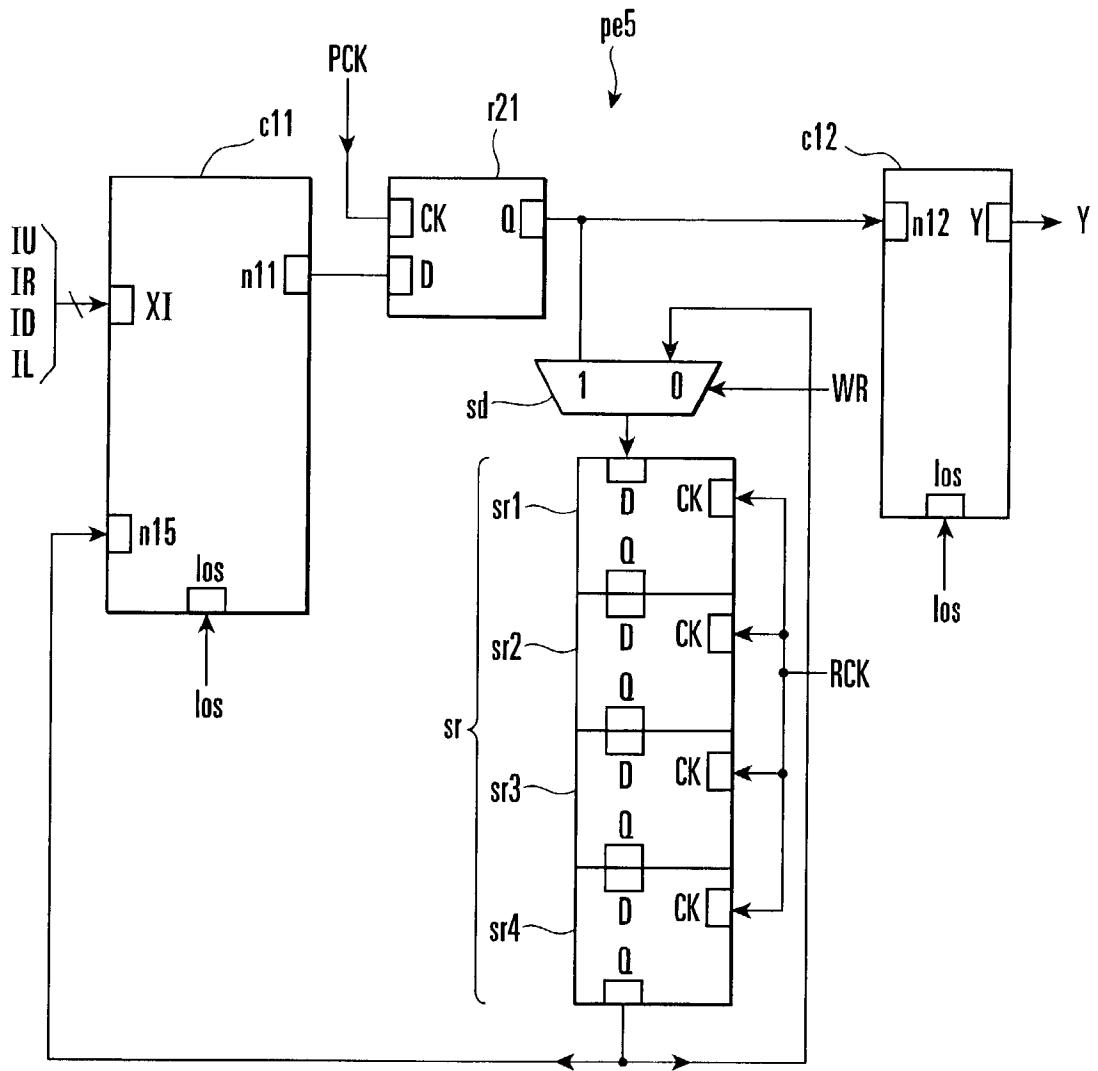 pe5
PCK
c11
r21
c12
IU
IR
ID
IL
XI
n11
CK
Q
D
n12
Y
Y
1
0
sd
WR
n15
los
los
los
los
sr
sr1
D
CK
Q
sr2
D
CK
Q
RCK
sr3
D
CK
Q
sr4
D
CK
Q